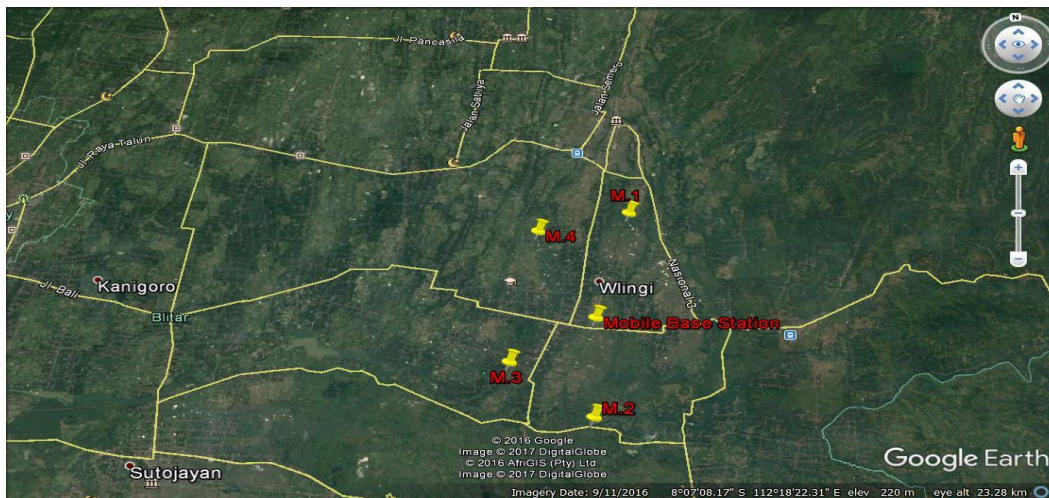 N
Jl. Pancasila
Jalan Semeru
Jalan Satriya
Jl. Raya Talun
M.1
M.4
Nasional 3
Kanigoro
Wlingi
Jl. Bali
Blitar
Mobile Base Station
M.3
M.2
© 2016 Google
Image © 2017 DigitalGlobe
© 2016 AfriGIS (Pty) Ltd.
Image © 2017 DigitalGlobe
Google Earth
Sutojayan
Imagery Date: 9/11/2016 8°07'08.17" S 112°18'22.31" E elev 220 m eye alt 23.28 km